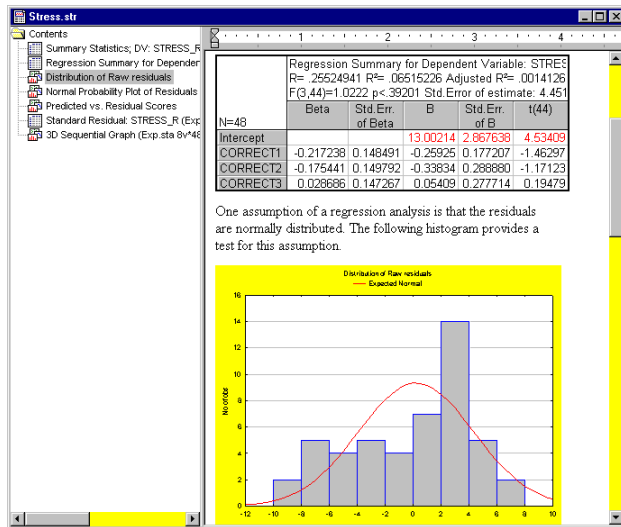 Stress.str
Contents
Summary Statistics; DV: STRESS_R
Regression Summary for Depender
Distribution of Raw residuals
Normal Probability Plot of Residuals
Predicted vs. Residual Scores
Standard Residual: STRESS_R (Exp
3D Sequential Graph (Exp.sta 8v*48
1 2 3 4
Regression Summary for Dependent Variable: STRES
R= .25524941 R²= .06515226 Adjusted R²= .0014126
F(3,44)=1.0222 p<.39201 Std.Error of estimate: 4.451
N=48 Beta Std.Err. of Beta B Std.Err. of B t(44)
Intercept 13.00214 2.867638 4.53409
CORRECT1 -0.217238 0.148491 -0.25925 0.177207 -1.46297
CORRECT2 -0.175441 0.149792 -0.33834 0.288880 -1.17123
CORRECT3 0.028686 0.147267 0.05409 0.277714 0.19479
One assumption of a regression analysis is that the residuals
are normally distributed. The following histogram provides a
test for this assumption.
Distribution of Raw residuals
Expected Normal
No of obs
16
14
12
10
8
6
4
2
0
-12 -10 -8 -6 -4 -2 0 2 4 6 8 10